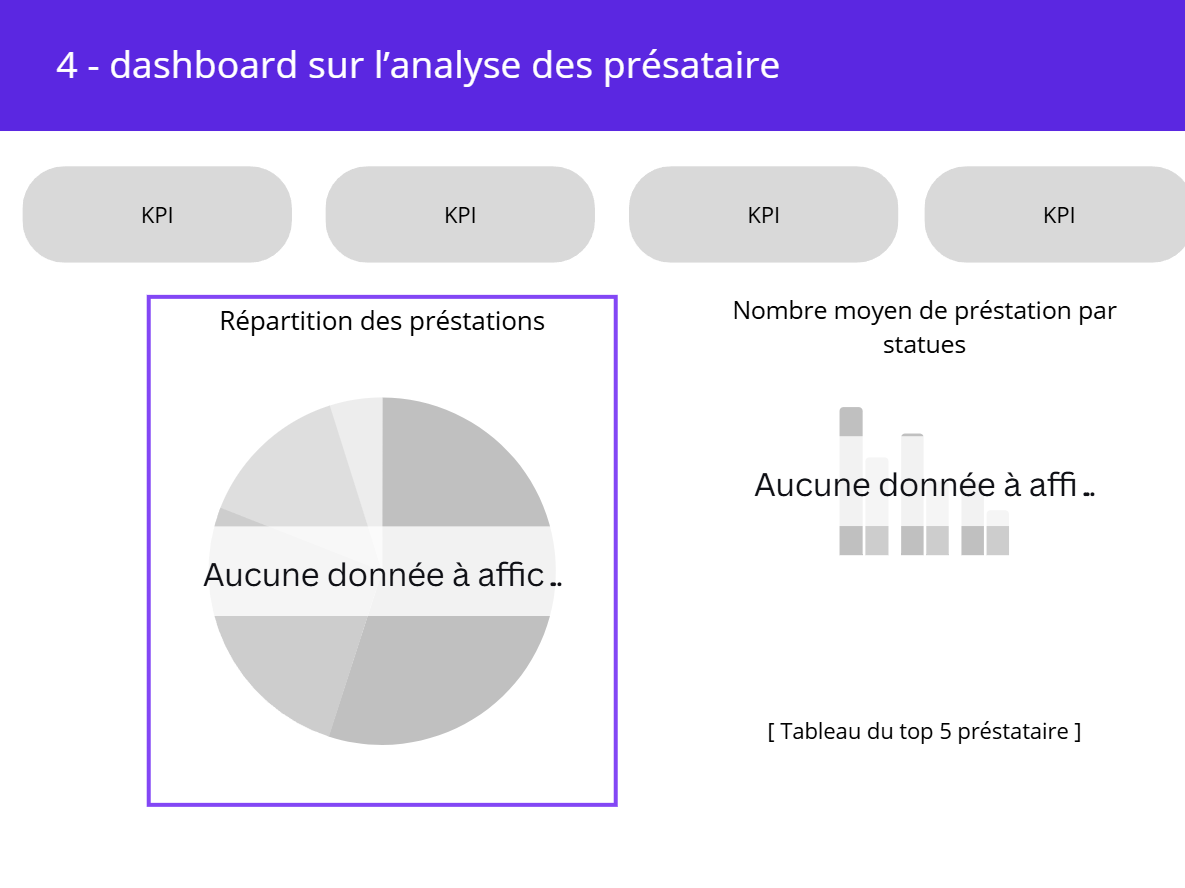 4 - dashboard sur l’analyse des présataire
KPI
KPI
KPI
KPI
Répartition des préstations
Aucune donnée à affic ..
Nombre moyen de préstation par
statues
Aucune donnée à affi ..
[ Tableau du top 5 préstataire ]